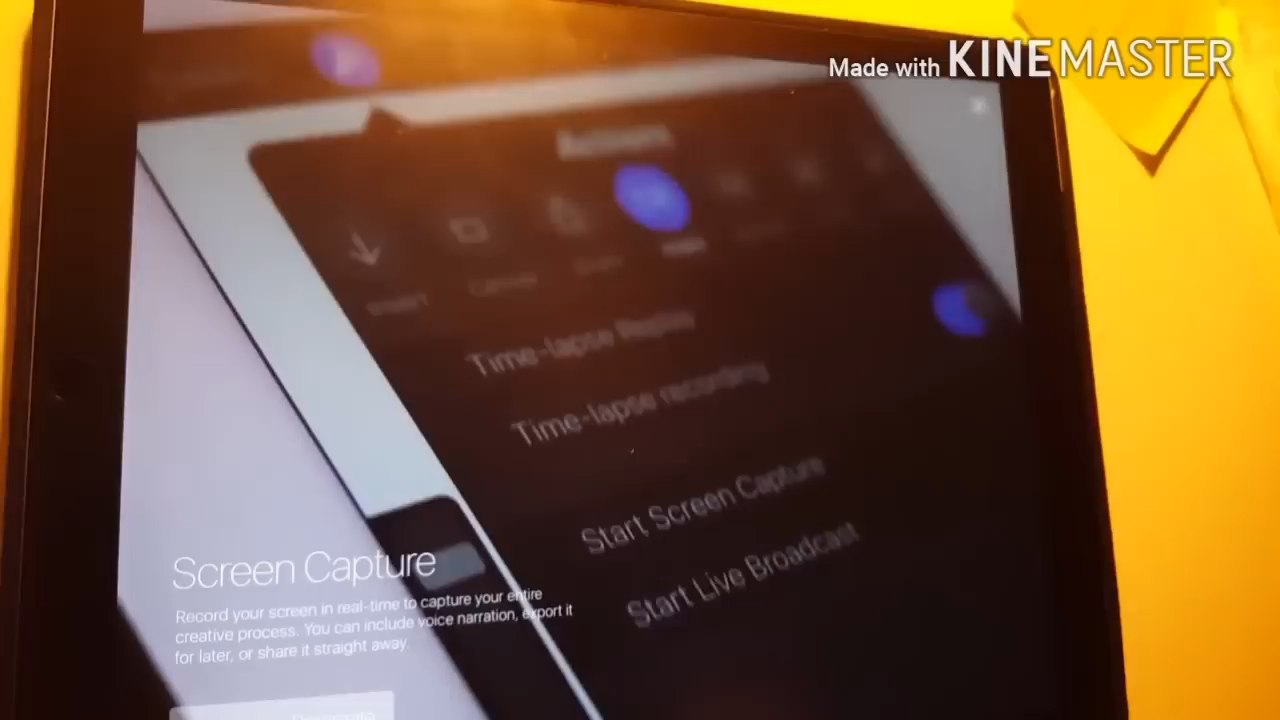 Made with KINEMASTER
Time-lapse Replay
Time-lapse recording
Start Screen Capture
Start Live Broadcast
Screen Capture
Record your screen in real-time to capture your entire
creative process. You can include voice narration, export it
for later, or share it straight away.